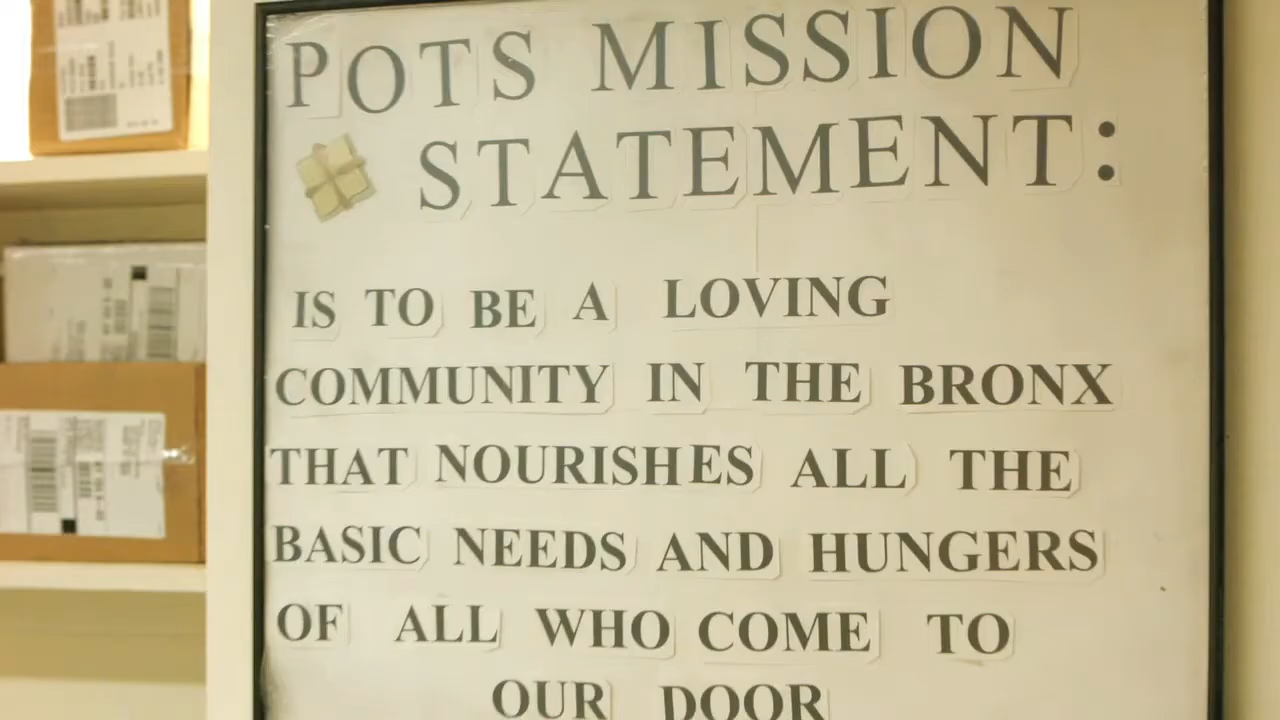 POTS MISSION
STATEMENT:
IS TO BE A LOVING
COMMUNITY IN THE BRONX
THAT NOURISHES ALL THE
BASIC NEEDS AND HUNGERS
OF ALL WHO COME TO
OUR DOOR